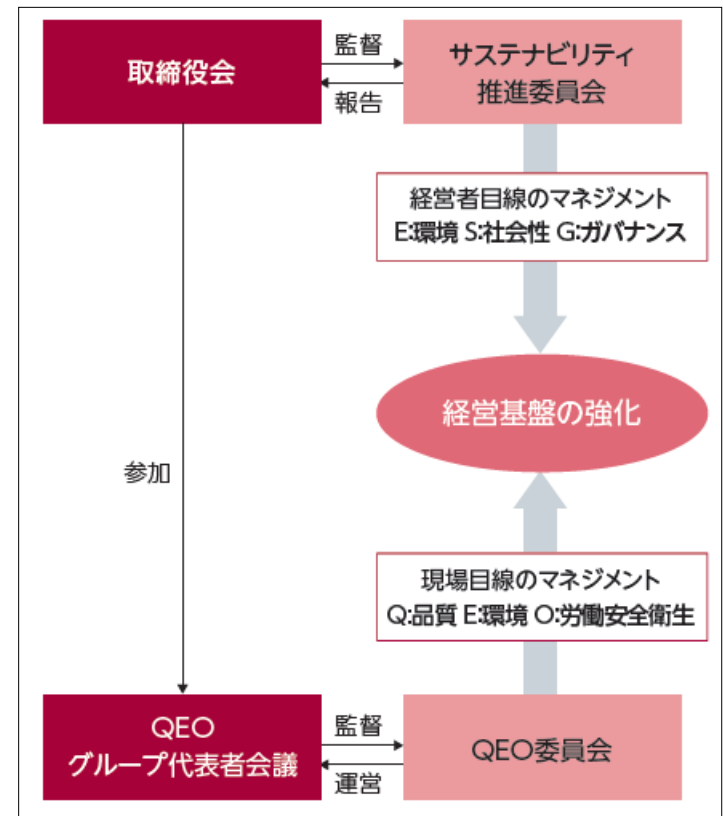 取締役会
監督
報告
サステナビリティ
推進委員会
経営者目線のマネジメント
E:環境 S:社会性 G:ガバナンス
経営基盤の強化
参加
現場目線のマネジメント
Q:品質 E:環境 O:労働安全衛生
QEO
グループ代表者会議
監督
運営
QEO委員会